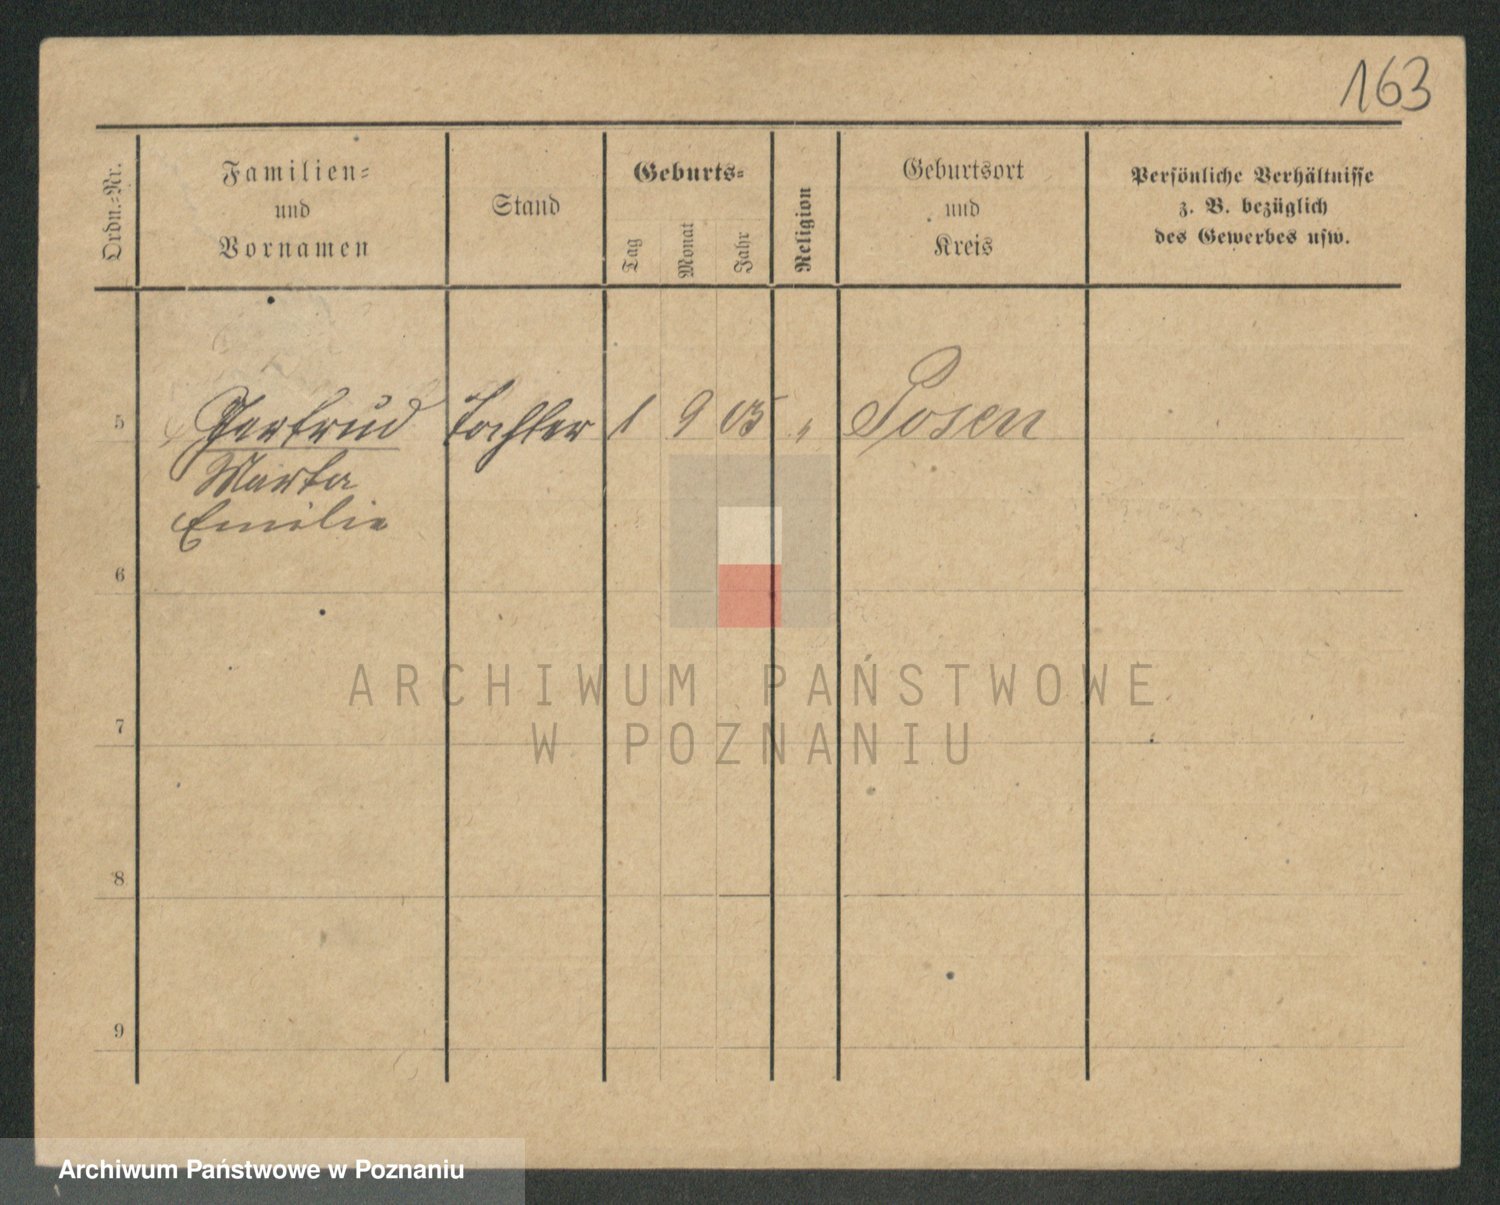 163
Ordn.-Nr.
Familien-
und
Vornamen
Stand
Geburts-
Tag
Monat
Jahr
Religion
Geburtsort
und
Kreis
Persönliche Verhältnisse
z. B. bezüglich
des Gewerbes usw.
5 Gertrud Tochter 1 9 05 " Posen
Marta
Emilie
6
7
8
9
ARCHIWUM PAŃSTWOWE
W POZNANIU
Archiwum Państwowe w Poznaniu